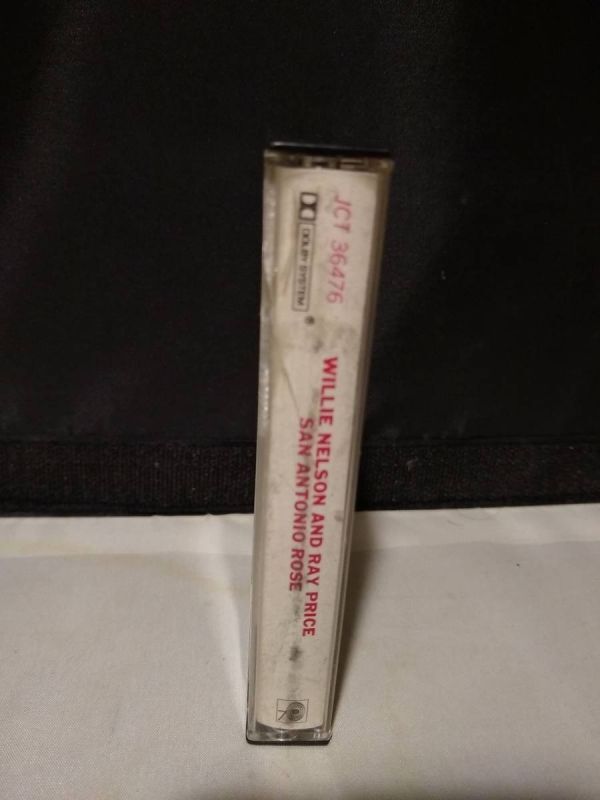 JCT 36476
DOLBY SYSTEM ®
WILLIE NELSON AND RAY PRICE
SAN ANTONIO ROSE